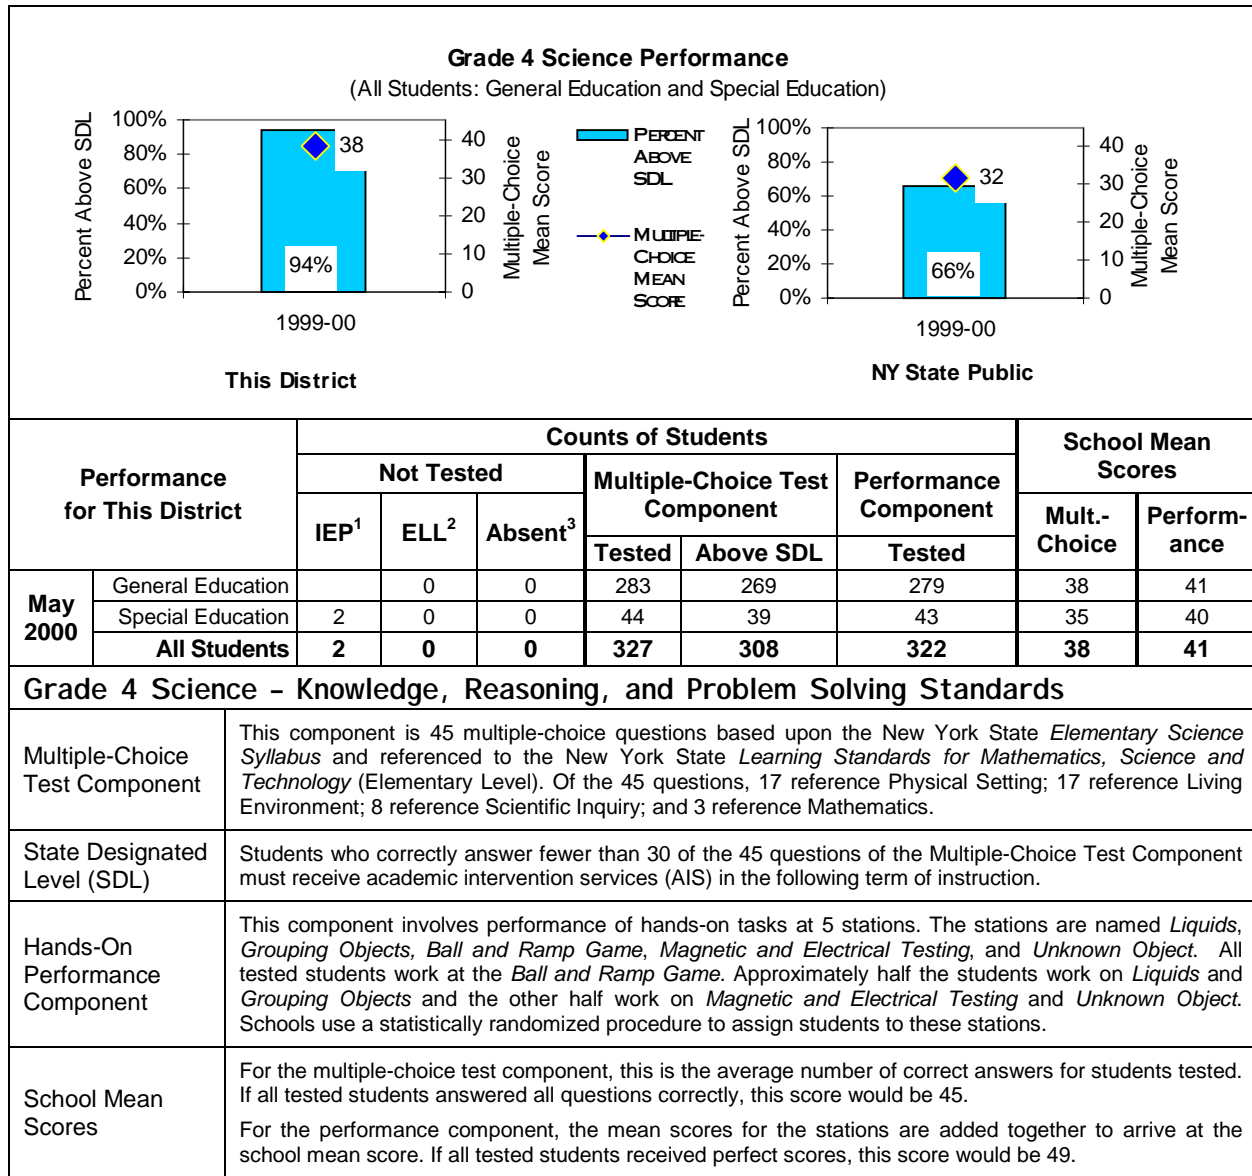 Grade 4 Science Performance
(All Students: General Education and Special Education)
Percent Above SDL
100%
80%
60%
40%
20%
0%
38
94%
40
30
20
10
0
Multiple-Choice
Mean Score
1999-00
This District
PERCENT
ABOVE
SDL
MULTIPLE-
CHOICE
MEAN
SCORE
Percent Above SDL
100%
80%
60%
40%
20%
0%
32
66%
40
30
20
10
0
Multiple-Choice
Mean Score
1999-00
NY State Public
Performance
for This District
Counts of Students
School Mean
Scores
Not Tested
Multiple-Choice Test
Component
Performance
Component
IEP1 ELL2 Absent3
Tested Above SDL Tested
Mult.-
Choice
Perform-
ance
May
2000
General Education 0 0 283 269 279 38 41
Special Education 2 0 0 44 39 43 35 40
All Students 2 0 0 327 308 322 38 41
Grade 4 Science – Knowledge, Reasoning, and Problem Solving Standards
Multiple-Choice
Test Component
This component is 45 multiple-choice questions based upon the New York State Elementary Science
Syllabus and referenced to the New York State Learning Standards for Mathematics, Science and
Technology (Elementary Level). Of the 45 questions, 17 reference Physical Setting; 17 reference Living
Environment; 8 reference Scientific Inquiry; and 3 reference Mathematics.
State Designated
Level (SDL)
Students who correctly answer fewer than 30 of the 45 questions of the Multiple-Choice Test Component
must receive academic intervention services (AIS) in the following term of instruction.
Hands-On
Performance
Component
This component involves performance of hands-on tasks at 5 stations. The stations are named Liquids,
Grouping Objects, Ball and Ramp Game, Magnetic and Electrical Testing, and Unknown Object. All
tested students work at the Ball and Ramp Game. Approximately half the students work on Liquids and
Grouping Objects and the other half work on Magnetic and Electrical Testing and Unknown Object.
Schools use a statistically randomized procedure to assign students to these stations.
School Mean
Scores
For the multiple-choice test component, this is the average number of correct answers for students tested.
If all tested students answered all questions correctly, this score would be 45.
For the performance component, the mean scores for the stations are added together to arrive at the
school mean score. If all tested students received perfect scores, this score would be 49.